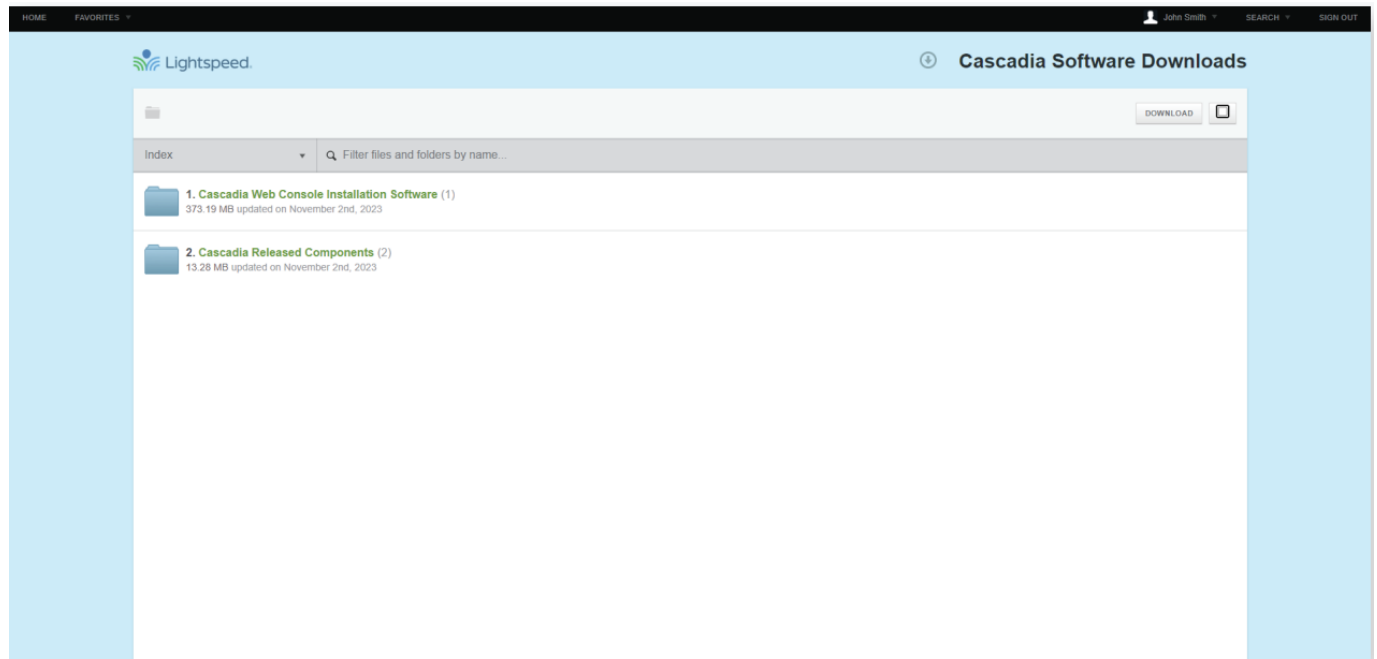 HOME FAVORITES John Smith SEARCH SIGN OUT
Lightspeed. Cascadia Software Downloads
DOWNLOAD
Index Filter files and folders by name...
1. Cascadia Web Console Installation Software (1)
373.19 MB updated on November 2nd, 2023
2. Cascadia Released Components (2)
13.28 MB updated on November 2nd, 2023